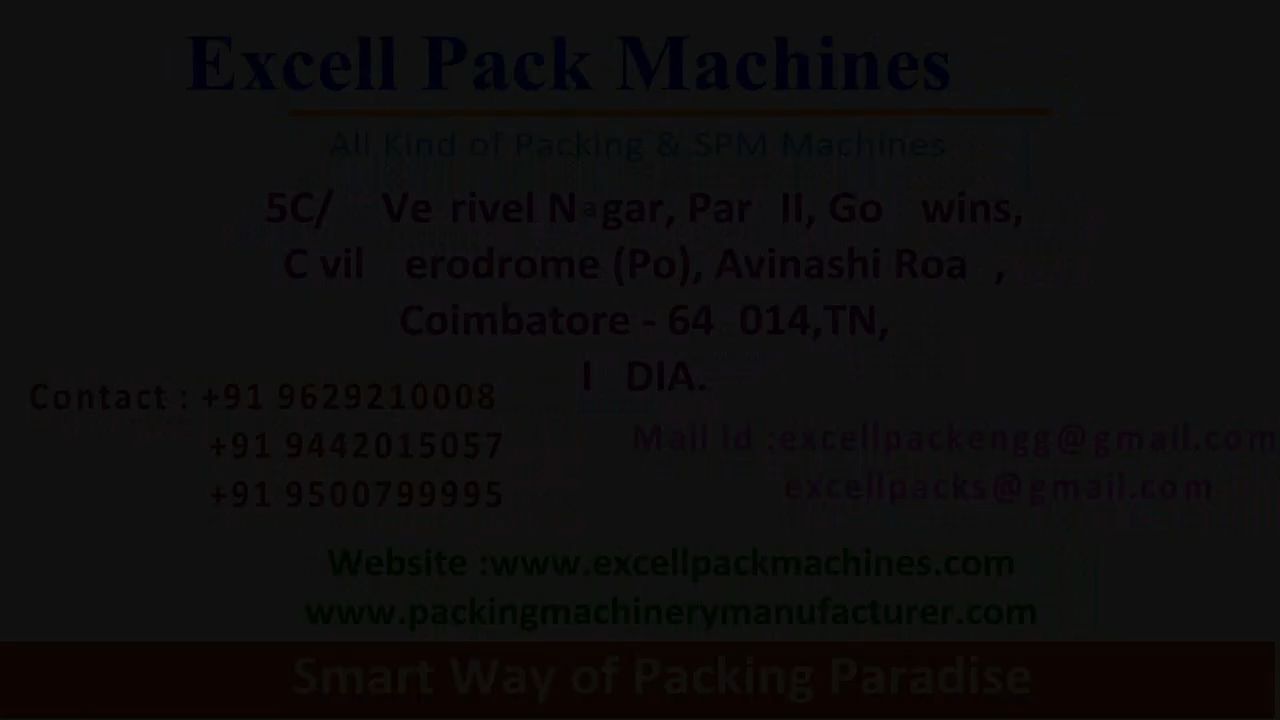 Excell Pack Machines
All Kind of Packing & SPM Machines
5C/ Ve rivel Nagar, Par II, Go wins,
C vil erodrome (Po), Avinashi Roa ,
Coimbatore - 64 014,TN,
I DIA.
Contact : +91 9629210008
+91 9442015057
+91 9500799995
Mail id :excellpackengg@gmail.com
excellpacks@gmail.com
Website :www.excellpackmachines.com
www.packingmachinerymanufacturer.com
Smart Way of Packing Paradise